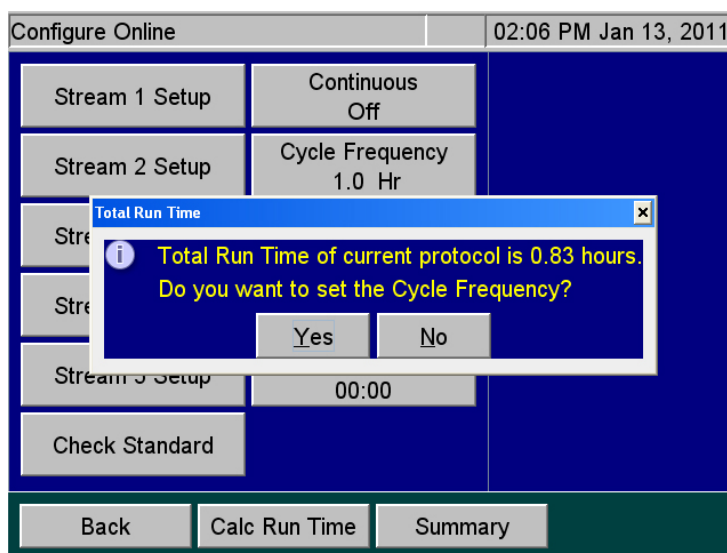 Configure Online
02:06 PM Jan 13, 2011
Stream 1 Setup
Continuous
Off
Stream 2 Setup
Cycle Frequency
1.0 Hr
Total Run Time
Total Run Time of current protocol is 0.83 hours.
Do you want to set the Cycle Frequency?
Yes
No
00:00
Check Standard
Back
Calc Run Time
Summary